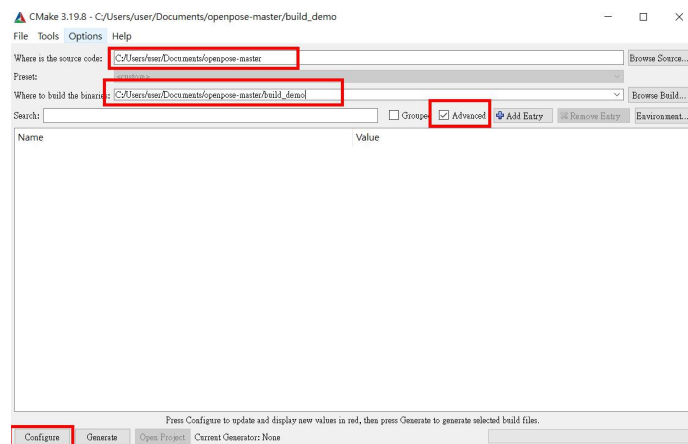 CMake 3.19.8 - C:/Users/user/Documents/openpose-master/build_demo
File Tools Options Help
Where is the source code: C:/Users/user/Documents/openpose-master Browse Source...
Preset: <custom>
Where to build the binaries: C:/Users/user/Documents/openpose-master/build_demo Browse Build...
Search: Grouped Advanced Add Entry Remove Entry Environment...
Name Value
Press Configure to update and display new values in red, then press Generate to generate selected build files.
Configure Generate Open Project Current Generator: None